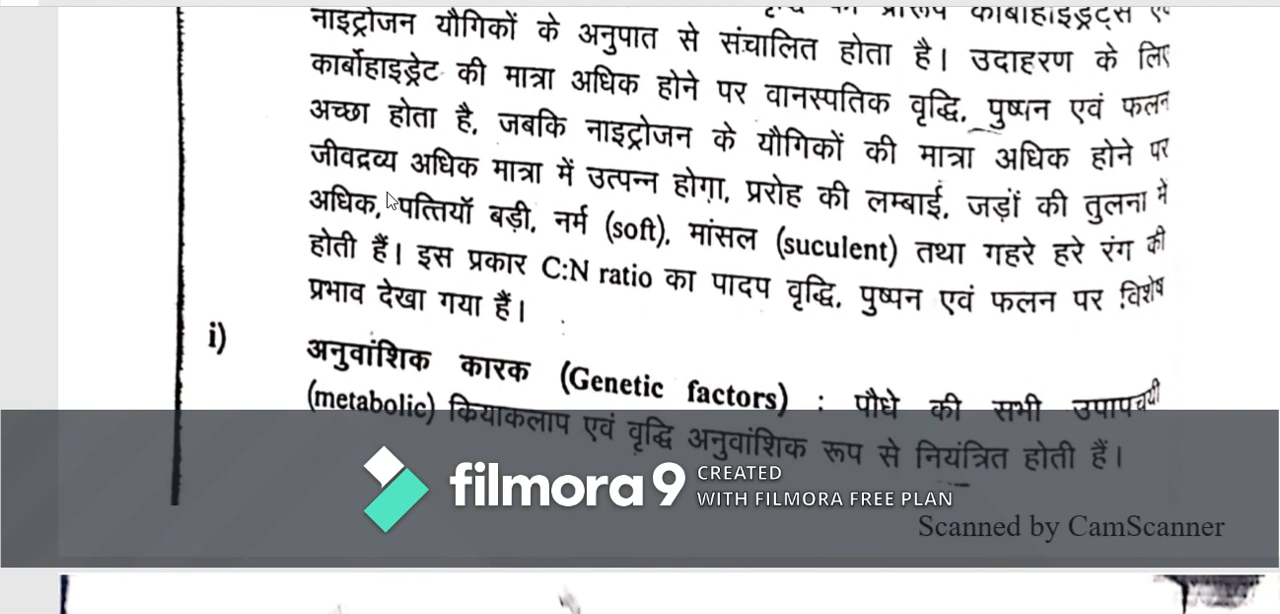 प्रारूप कार्बोहाइड्रेट्स एवं
नाइट्रोजन यौगिकों के अनुपात से संचालित होता है। उदाहरण के लिए
कार्बोहाइड्रेट की मात्रा अधिक होने पर वानस्पतिक वृद्धि, पुष्पन एवं फलन
अच्छा होता है, जबकि नाइट्रोजन के यौगिकों की मात्रा अधिक होने पर
जीवद्रव्य अधिक मात्रा में उत्पन्न होगा, प्ररोह की लम्बाई, जड़ों की तुलना में
अधिक, पत्तियाँ बड़ी, नर्म (soft), मांसल (suculent) तथा गहरे हरे रंग की
होती हैं। इस प्रकार C:N ratio का पादप वृद्धि, पुष्पन एवं फलन पर विशेष
प्रभाव देखा गया हैं।
i) अनुवांशिक कारक (Genetic factors) : पौधे की सभी उपापचयी
(metabolic) कियाकलाप एवं वृद्धि अनुवांशिक रूप से नियंत्रित होती हैं।
filmora 9 CREATED
WITH FILMORA FREE PLAN
Scanned by CamScanner